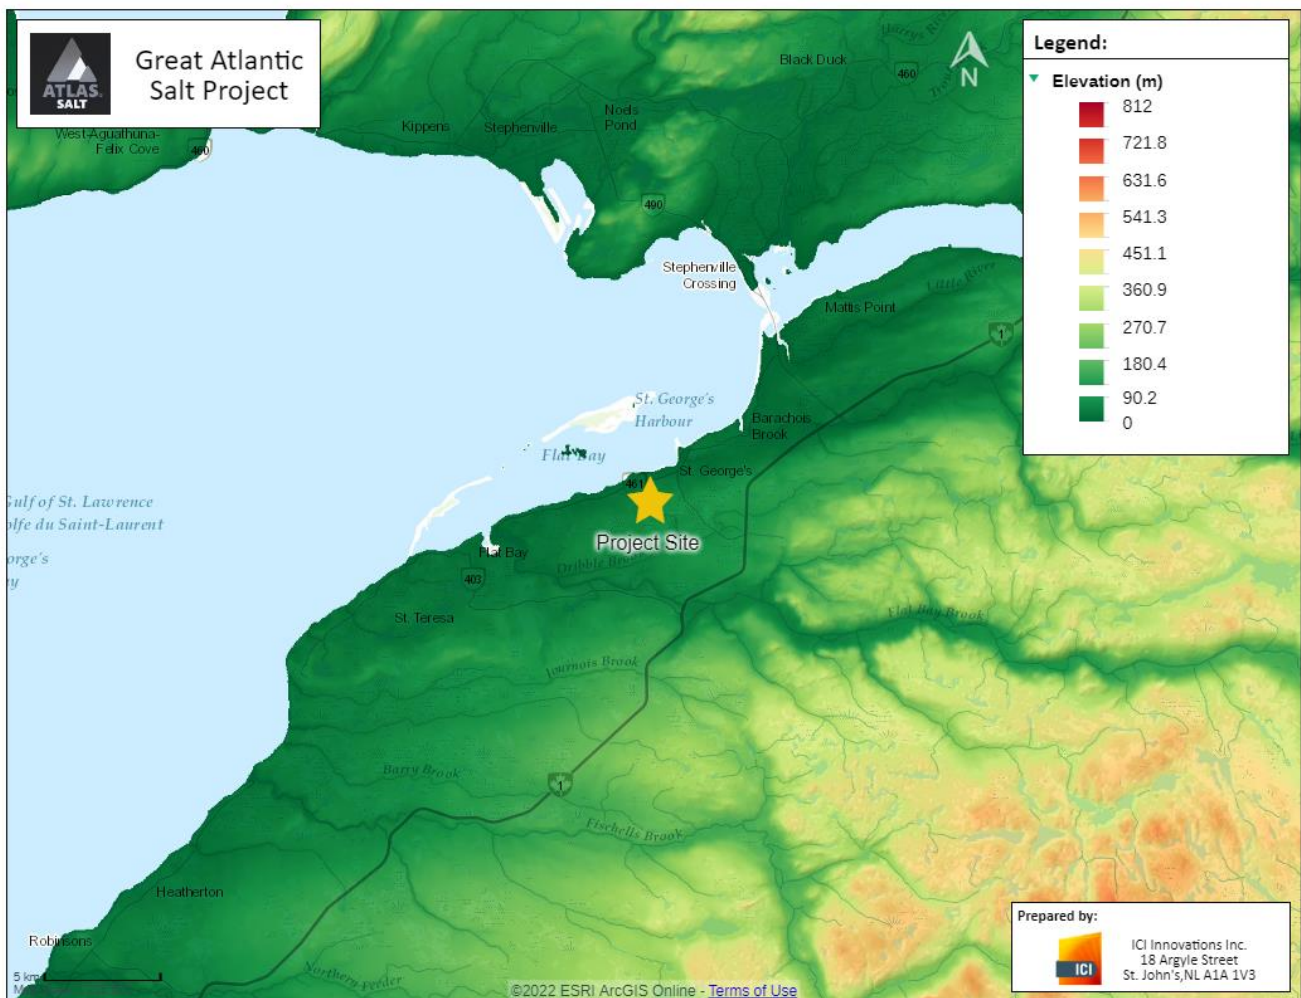 ATLAS
SALT
Great Atlantic
Salt Project
West-Aguathuna-
Felix Cove
460
Kippens
Stephenville
Noels
Pond
Black Duck
Harry's River
460
N
490
Stephenville
Crossing
Mattis Point
Little River
1
St. George's
Harbour
Barachois
Brook
Flat Bay
461
St. George's
Project Site
Gulf of St. Lawrence
olfe du Saint-Laurent
orge's
Flat Bay
Dribble Brook
403
St. Teresa
Flat Bay Brook
Journois Brook
Barry Brook
1
Fischells Brook
Heatherton
Robinsons
Northern Feeder
5 km
©2022 ESRI ArcGIS Online - Terms of Use
Legend:
Elevation (m)
812
721.8
631.6
541.3
451.1
360.9
270.7
180.4
90.2
0
Prepared by:
ICI
ICI Innovations Inc.
18 Argyle Street
St. John's,NL A1A 1V3